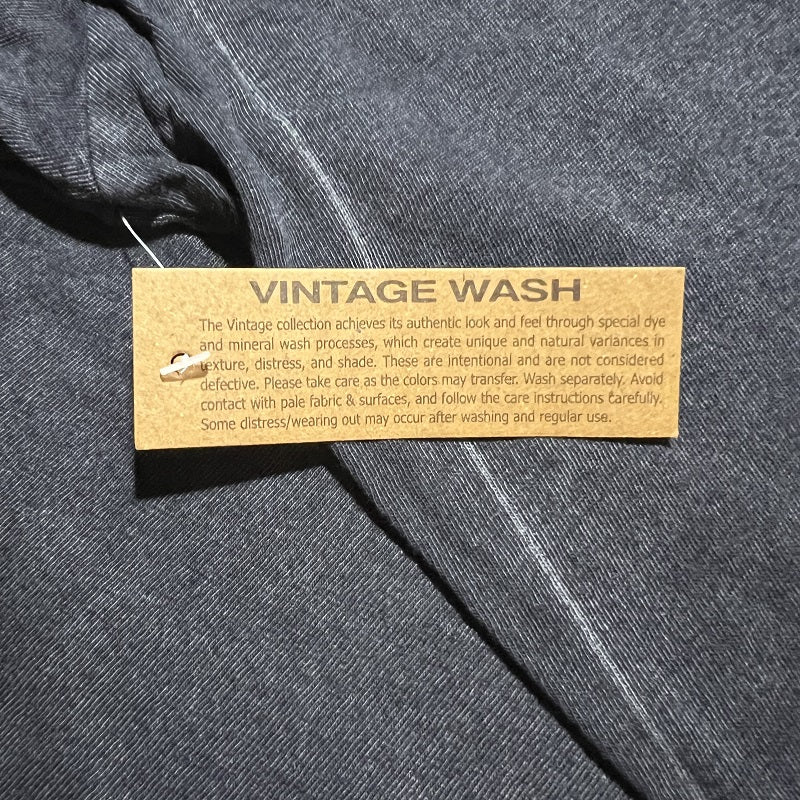 VINTAGE WASH
The Vintage collection achieves its authentic look and feel through special dye
and mineral wash processes, which create unique and natural variances in
texture, distress, and shade. These are intentional and are not considered
defective. Please take care as the colors may transfer. Wash separately. Avoid
contact with pale fabric & surfaces, and follow the care instructions carefully.
Some distress/wearing out may occur after washing and regular use.